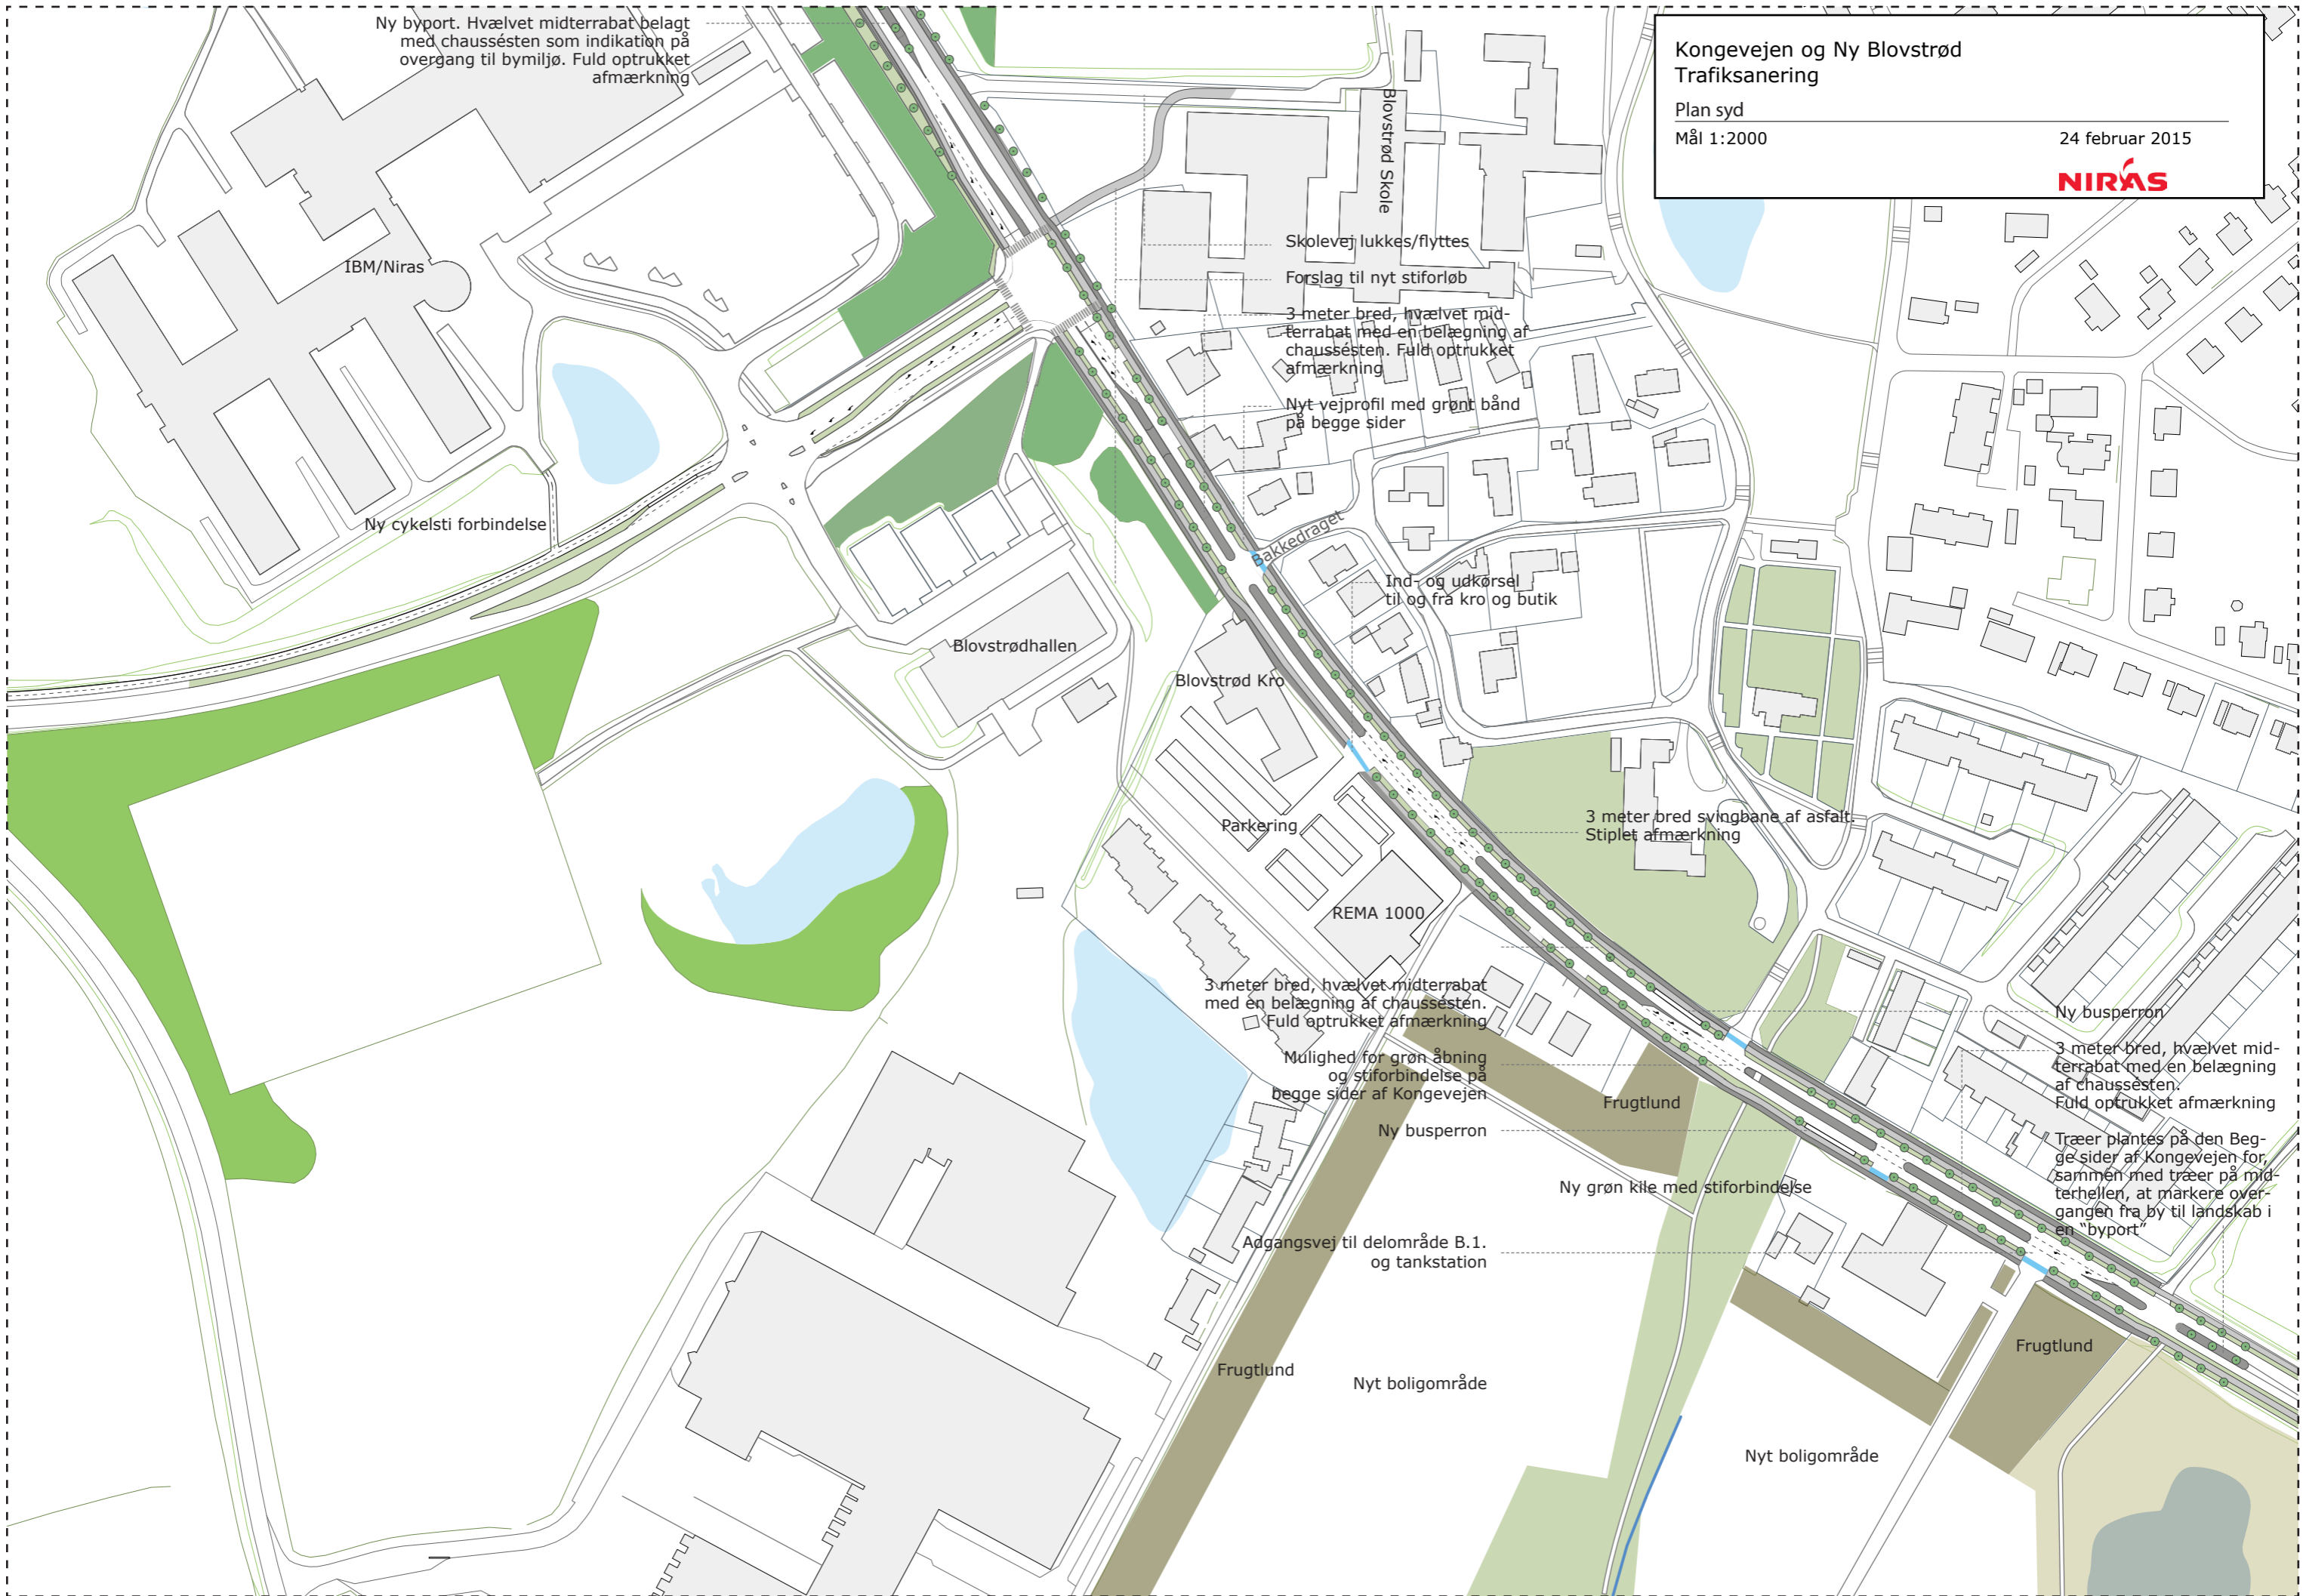 Ny byport. Hvælvet midterrabat belagt
med chaussésten som indikation på
overgang til bymiljø. Fuld optrukket
afmærkning
Kongevejen og Ny Blovstrød
Trafiksanering
Plan syd
Mål 1:2000
24 februar 2015
NIRAS
Blovstrød Skole
IBM/Niras
Skolevej lukkes/flyttes
Forslag til nyt stiforløb
3 meter bred, hvælvet mid-
terrabat med en belægning af
chaussésten. Fuld optrukket
afmærkning
Nyt vejprofil med grønt bånd
på begge sider
Ny cykelsti forbindelse
Bakkedraget
Ind- og udkørsel
til og fra kro og butik
Blovstrødhallen
Blovstrød Kro
Parkering
3 meter bred svingbane af asfalt.
Stiplet afmærkning
REMA 1000
3 meter bred, hvælvet midterrabat
med en belægning af chaussésten.
Fuld optrukket afmærkning
Ny busperron
Mulighed for grøn åbning
og stiforbindelse på
begge sider af Kongevejen
3 meter bred, hvælvet mid-
terrabat med en belægning
af chaussésten.
Fuld optrukket afmærkning
Frugtlund
Ny busperron
Træer plantes på den Beg-
ge sider af Kongevejen for,
sammen med træer på mid-
terhellen, at markere over-
gangen fra by til landskab i
en "byport"
Ny grøn kile med stiforbindelse
Adgangsvej til delområde B.1.
og tankstation
Frugtlund
Frugtlund
Nyt boligområde
Nyt boligområde